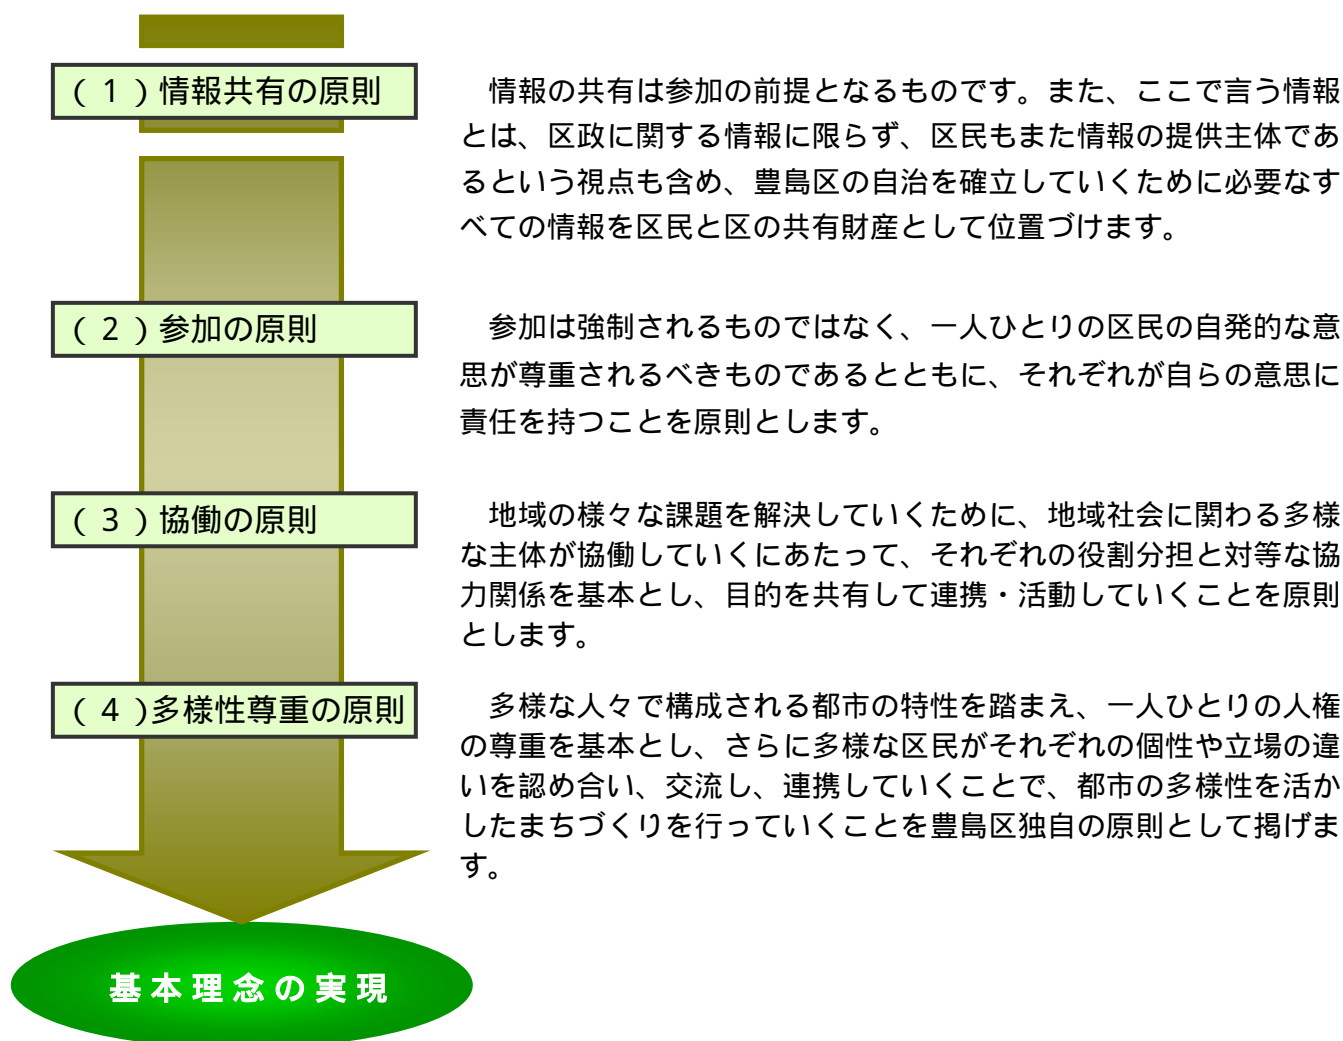 (1)情報共有の原則
情報の共有は参加の前提となるものです。また、ここで言う情報
とは、区政に関する情報に限らず、区民もまた情報の提供主体であ
るという視点も含め、豊島区の自治を確立していくために必要なす
べての情報を区民と区の共有財産として位置づけます。
(2)参加の原則
参加は強制されるものではなく、一人ひとりの区民の自発的な意
思が尊重されるべきものであるとともに、それぞれが自らの意思に
責任を持つことを原則とします。
(3)協働の原則
地域の様々な課題を解決していくために、地域社会に関わる多様
な主体が協働していくにあたって、それぞれの役割分担と対等な協
力関係を基本とし、目的を共有して連携・活動していくことを原則
とします。
(4)多様性尊重の原則
多様な人々で構成される都市の特性を踏まえ、一人ひとりの人権
の尊重を基本とし、さらに多様な区民がそれぞれの個性や立場の違
いを認め合い、交流し、連携していくことで、都市の多様性を活か
したまちづくりを行っていくことを豊島区独自の原則として掲げま
す。
基本理念の実現